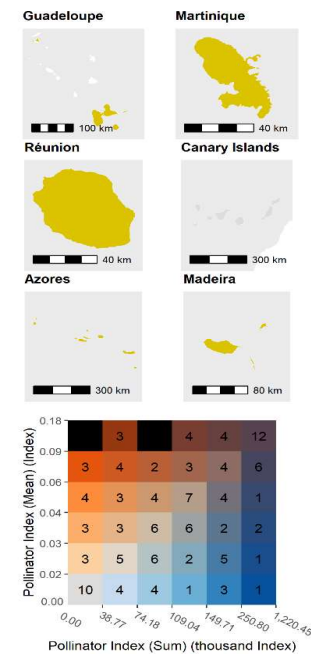 Guadeloupe
Martinique
100 km
40 km
Réunion
Canary Islands
40 km
300 km
Azores
Madeira
300 km
80 km
Pollinator Index (Mean) (Index)
0.18
3 4 4 12
0.09
3 4 2 3 4 6
0.06
4 3 4 7 4 1
0.04
3 3 6 6 2 2
0.03
3 5 6 2 5 1
0.02
10 4 4 1 3 1
0.00
0.00 38.77 74.18 109.04 149.71 250.80 1,220.45
Pollinator Index (Sum) (thousand Index)